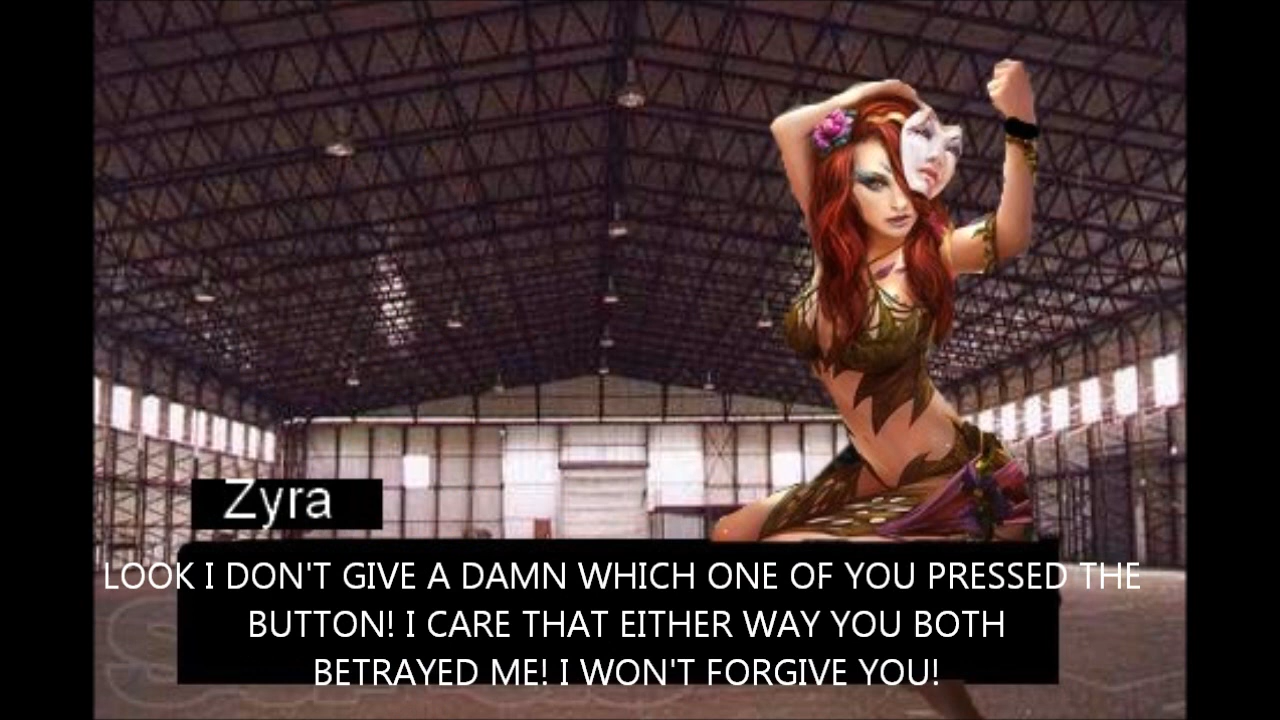 Zyra
LOOK I DON'T GIVE A DAMN WHICH ONE OF YOU PRESSED THE
BUTTON! I CARE THAT EITHER WAY YOU BOTH
BETRAYED ME! I WON'T FORGIVE YOU!